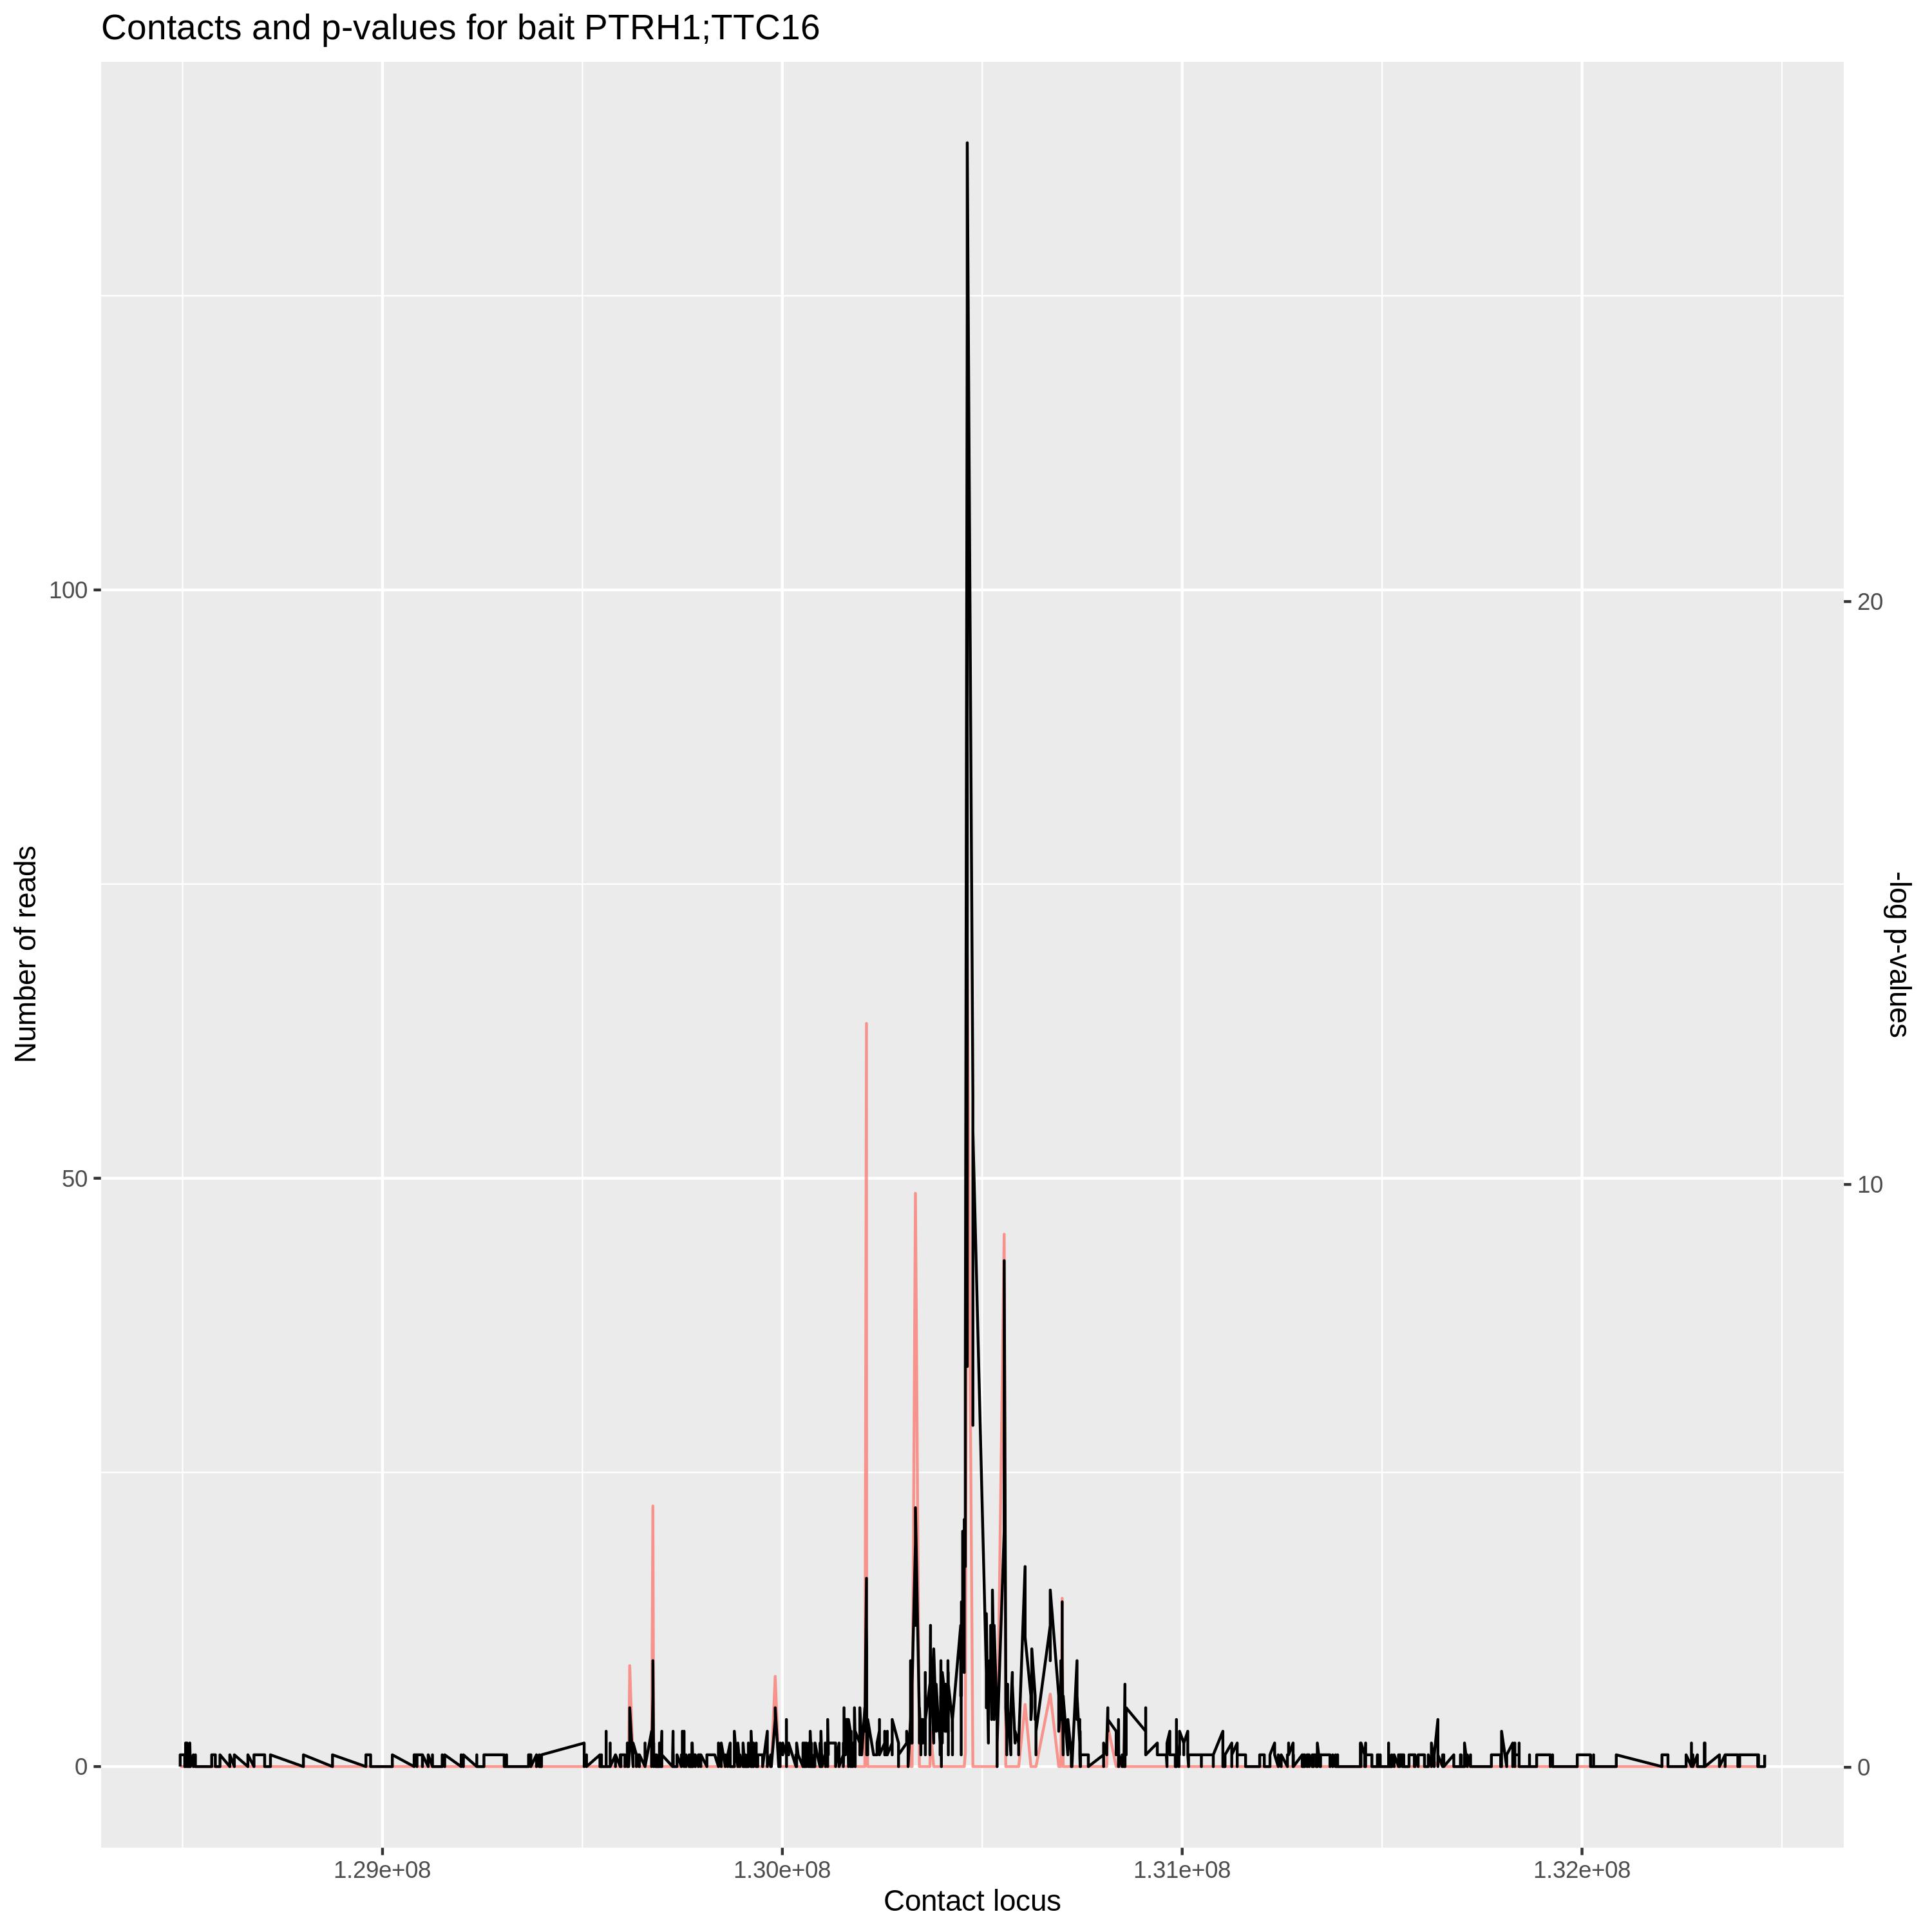 Contacts and p-values for bait PTRH1;TTC16
100
50
0
Number of reads
20
10
0
-log p-values
1.29e+08
1.30e+08
1.31e+08
1.32e+08
Contact locus